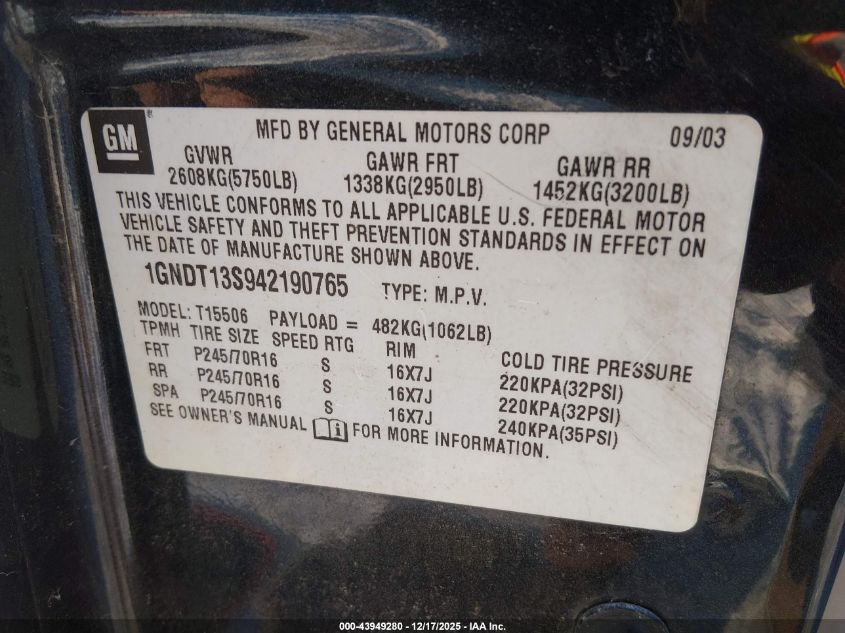 GM
MFD BY GENERAL MOTORS CORP 09/03
GVWR GAWR FRT GAWR RR
2608KG(5750LB) 1338KG(2950LB) 1452KG(3200LB)
THIS VEHICLE CONFORMS TO ALL APPLICABLE U.S. FEDERAL MOTOR
VEHICLE SAFETY AND THEFT PREVENTION STANDARDS IN EFFECT ON
THE DATE OF MANUFACTURE SHOWN ABOVE.
1GNDT13S942190765 TYPE: M.P.V.
MODEL: T15506 PAYLOAD = 482KG(1062LB)
TPMH TIRE SIZE SPEED RTG RIM COLD TIRE PRESSURE
FRT P245/70R16 S 16X7J 220KPA(32PSI)
RR P245/70R16 S 16X7J 220KPA(32PSI)
SPA P245/70R16 S 16X7J 240KPA(35PSI)
SEE OWNER'S MANUAL FOR MORE INFORMATION.
000-43949280 - 12/17/2025 - IAA Inc.